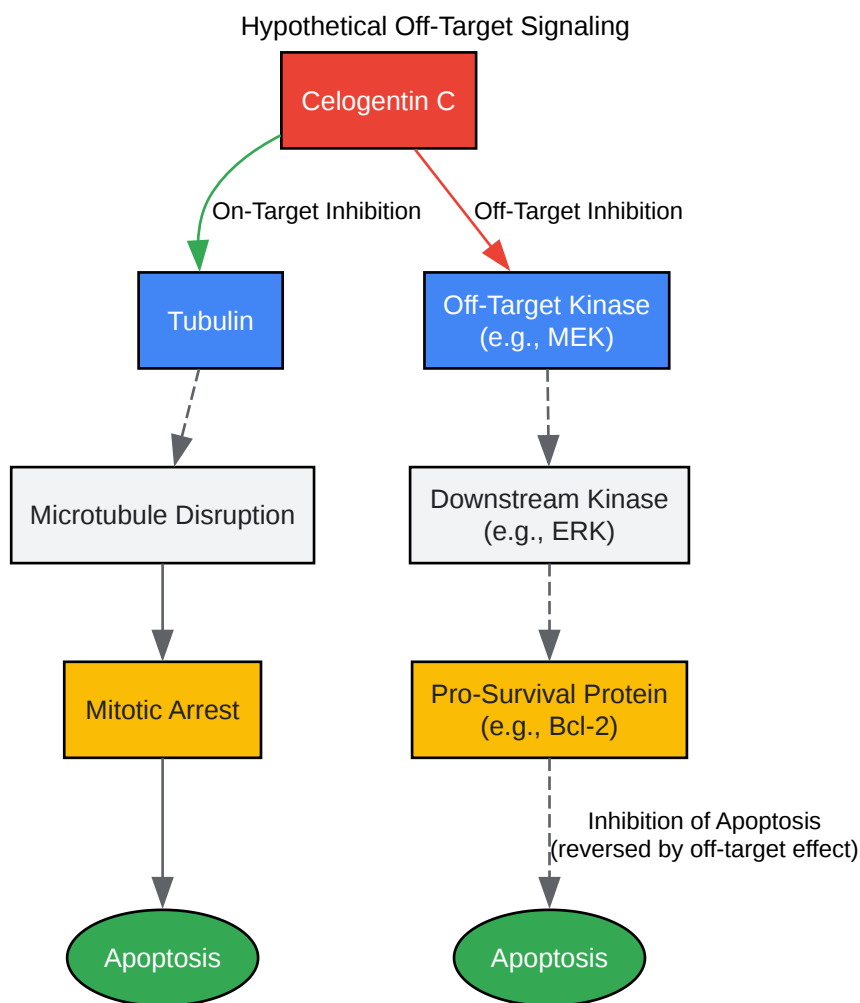 Hypothetical Off-Target Signaling
Celogentin C
On-Target Inhibition
Off-Target Inhibition
Tubulin
Off-Target Kinase
(e.g., MEK)
Microtubule Disruption
Downstream Kinase
(e.g., ERK)
Mitotic Arrest
Pro-Survival Protein
(e.g., Bcl-2)
Inhibition of Apoptosis
(reversed by off-target effect)
Apoptosis
Apoptosis